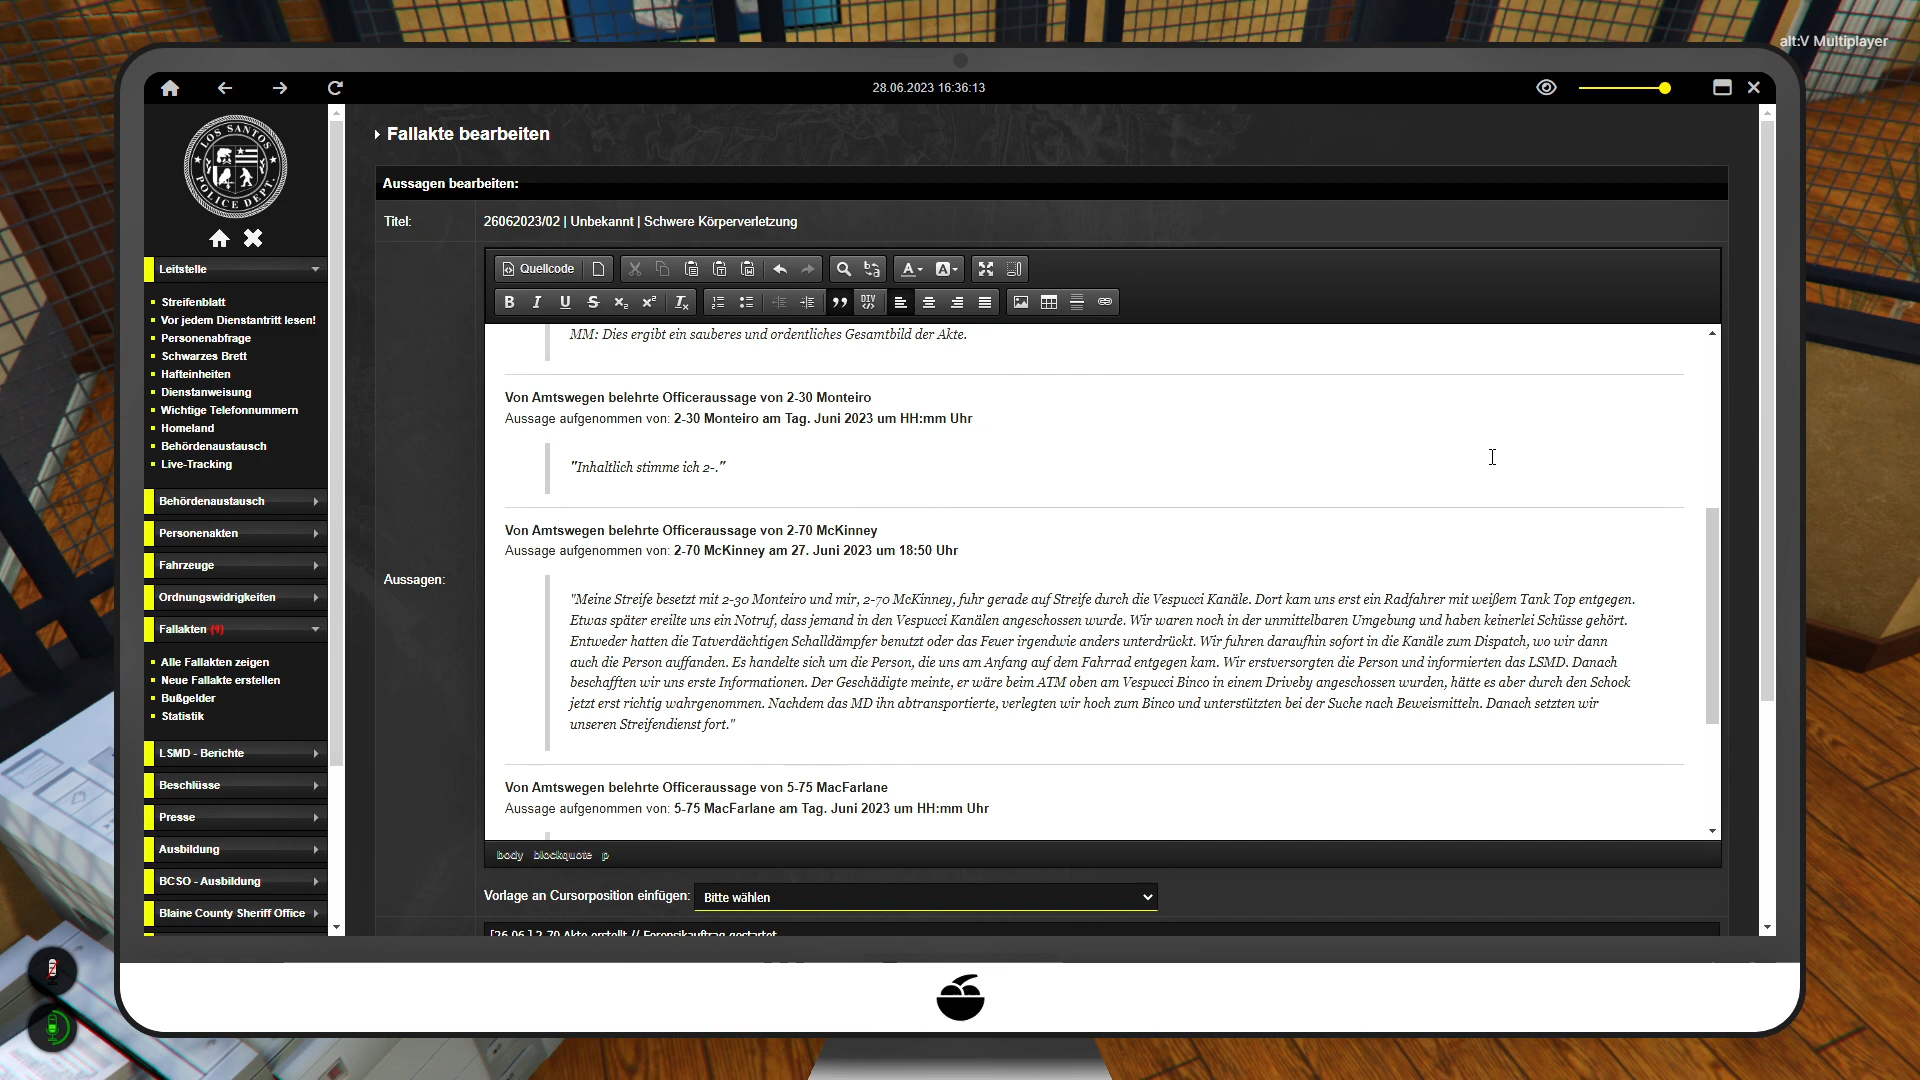 alt:V Multiplayer
28.06.2023 16:36:13
LOS SANTOS
POLICE DEPT.
Leitstelle
Streifenblatt
Vor jedem Dienstantritt lesen!
Personenabfrage
Schwarzes Brett
Hafteinheiten
Dienstanweisung
Wichtige Telefonnummern
Homeland
Behördenaustausch
Live-Tracking
Behördenaustausch
Personenakten
Fahrzeuge
Ordnungswidrigkeiten
Fallakten (4)
Alle Fallakten zeigen
Neue Fallakte erstellen
Bußgelder
Statistik
LSMD - Berichte
Beschlüsse
Presse
Ausbildung
BCSO - Ausbildung
Blaine County Sheriff Office
Fallakte bearbeiten
Aussagen bearbeiten:
Titel:
26062023/02 | Unbekannt | Schwere Körperverletzung
Aussagen:
Quellcode
MM: Dies ergibt ein sauberes und ordentliches Gesamtbild der Akte.
Von Amtswegen belehrte Officeraussage von 2-30 Monteiro
Aussage aufgenommen von: 2-30 Monteiro am Tag. Juni 2023 um HH:mm Uhr
"Inhaltlich stimme ich 2-."
Von Amtswegen belehrte Officeraussage von 2-70 McKinney
Aussage aufgenommen von: 2-70 McKinney am 27. Juni 2023 um 18:50 Uhr
"Meine Streife besetzt mit 2-30 Monteiro und mir, 2-70 McKinney, fuhr gerade auf Streife durch die Vespucci Kanäle. Dort kam uns erst ein Radfahrer mit weißem Tank Top entgegen.
Etwas später ereilte uns ein Notruf, dass jemand in den Vespucci Kanälen angeschossen wurde. Wir waren noch in der unmittelbaren Umgebung und haben keinerlei Schüsse gehört.
Entweder hatten die Tatverdächtigen Schalldämpfer benutzt oder das Feuer irgendwie anders unterdrückt. Wir fuhren daraufhin sofort in die Kanäle zum Dispatch, wo wir dann
auch die Person auffanden. Es handelte sich um die Person, die uns am Anfang auf dem Fahrrad entgegen kam. Wir erstversorgten die Person und informierten das LSMD. Danach
beschafften wir uns erste Informationen. Der Geschädigte meinte, er wäre beim ATM oben am Vespucci Binco in einem Driveby angeschossen wurden, hätte es aber durch den Schock
jetzt erst richtig wahrgenommen. Nachdem das MD ihn abtransportierte, verlegten wir hoch zum Binco und unterstützten bei der Suche nach Beweismitteln. Danach setzten wir
unseren Streifendienst fort."
Von Amtswegen belehrte Officeraussage von 5-75 MacFarlane
Aussage aufgenommen von: 5-75 MacFarlane am Tag. Juni 2023 um HH:mm Uhr
body blockquote p
Vorlage an Cursorposition einfügen: Bitte wählen
[26.06.] 2-70 Akte erstellt // Forensikauftrag gestartet